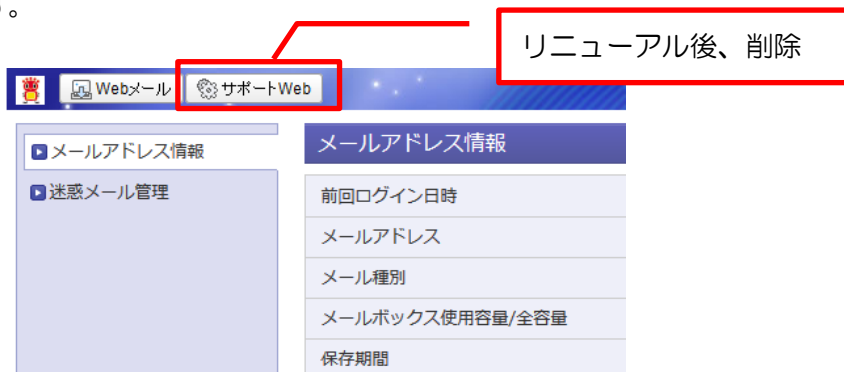 。
リニューアル後、削除
Webメール
サポートWeb
メールアドレス情報
迷惑メール管理
メールアドレス情報
前回ログイン日時
メールアドレス
メール種別
メールボックス使用容量/全容量
保存期間